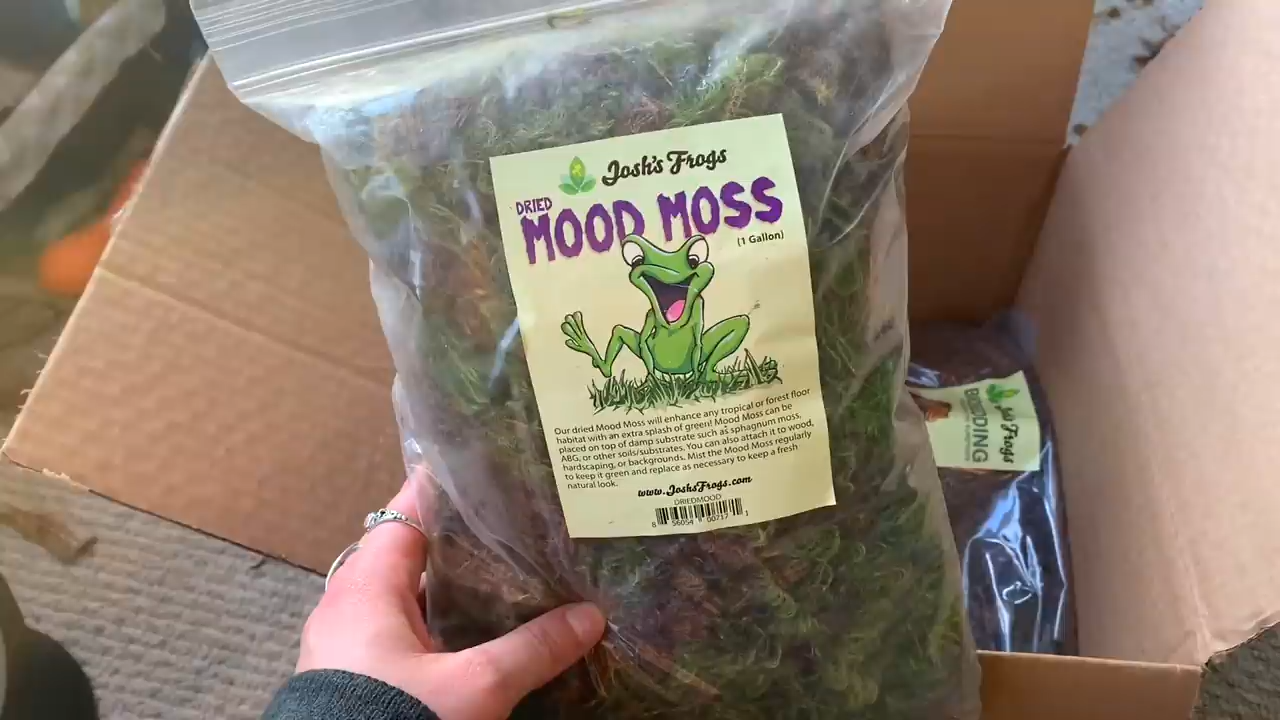 Josh's Frogs
DRIED
MOOD MOSS
(1 Gallon)
Our dried Mood Moss will enhance any tropical or forest floor
habitat with an extra splash of green! Mood Moss can be
placed on top of damp substrate such as sphagnum moss,
ABG, or other soils/substrates. You can also attach it to wood,
hardscaping, or backgrounds. Mist the Mood Moss regularly
to keep it green and replace as necessary to keep a fresh
natural look.
www.JoshsFrogs.com
DRIEDMOOD
8 56054 00717 1
Josh's Frogs